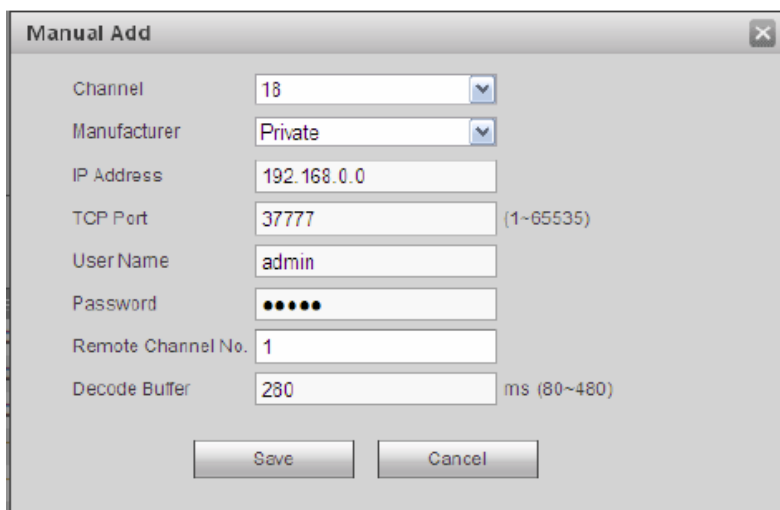 Manual Add
Channel 18
Manufacturer Private
IP Address 192.168.0.0
TCP Port 37777 (1~65535)
User Name admin
Password ●●●●●
Remote Channel No. 1
Decode Buffer 280 ms (80~480)
Save Cancel